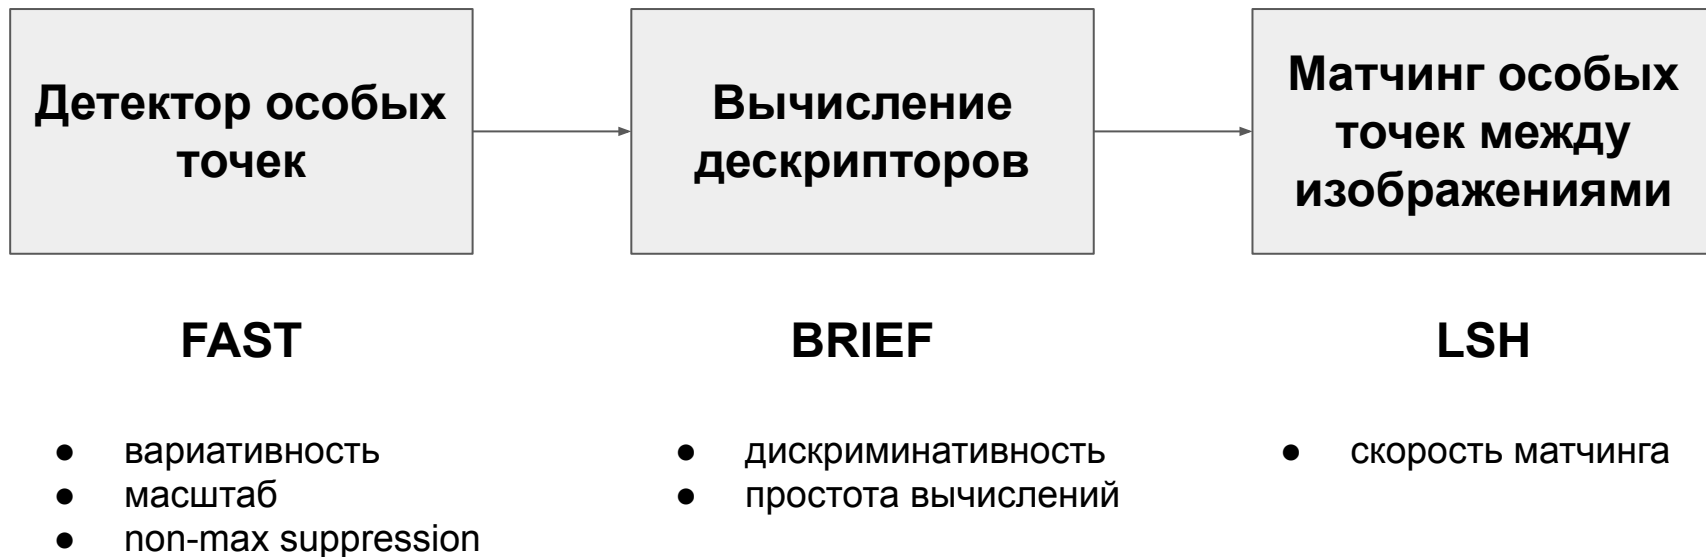 Детектор особых
точек
Вычисление
дескрипторов
Матчинг особых
точек между
изображениями
FAST
BRIEF
LSH
● вариативность
● масштаб
● non-max suppression
● дискриминативность
● простота вычислений
● скорость матчинга